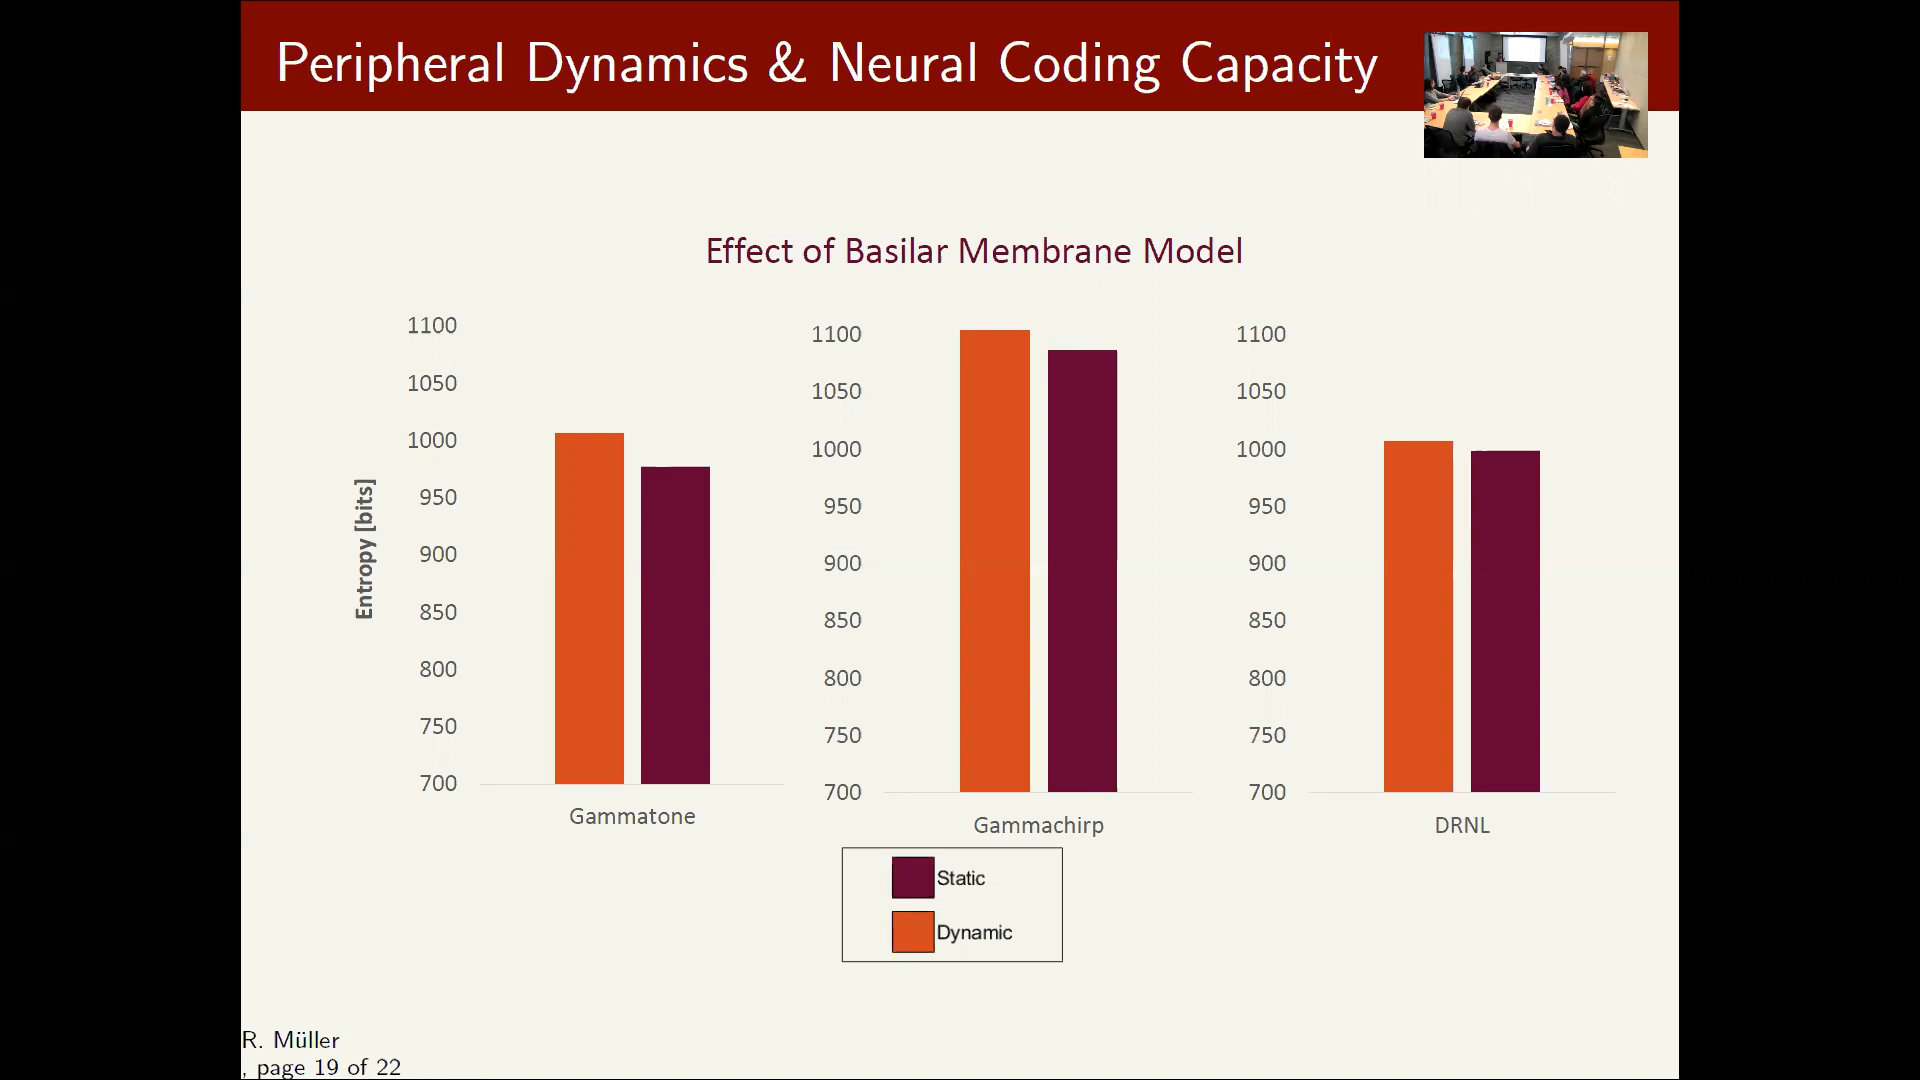 Peripheral Dynamics & Neural Coding Capacity
Effect of Basilar Membrane Model
Entropy [bits]
1100
1050
1000
950
900
850
800
750
700
Gammatone
1100
1050
1000
950
900
850
800
750
700
Gammachirp
1100
1050
1000
950
900
850
800
750
700
DRNL
Static
Dynamic
R. Müller
, page 19 of 22